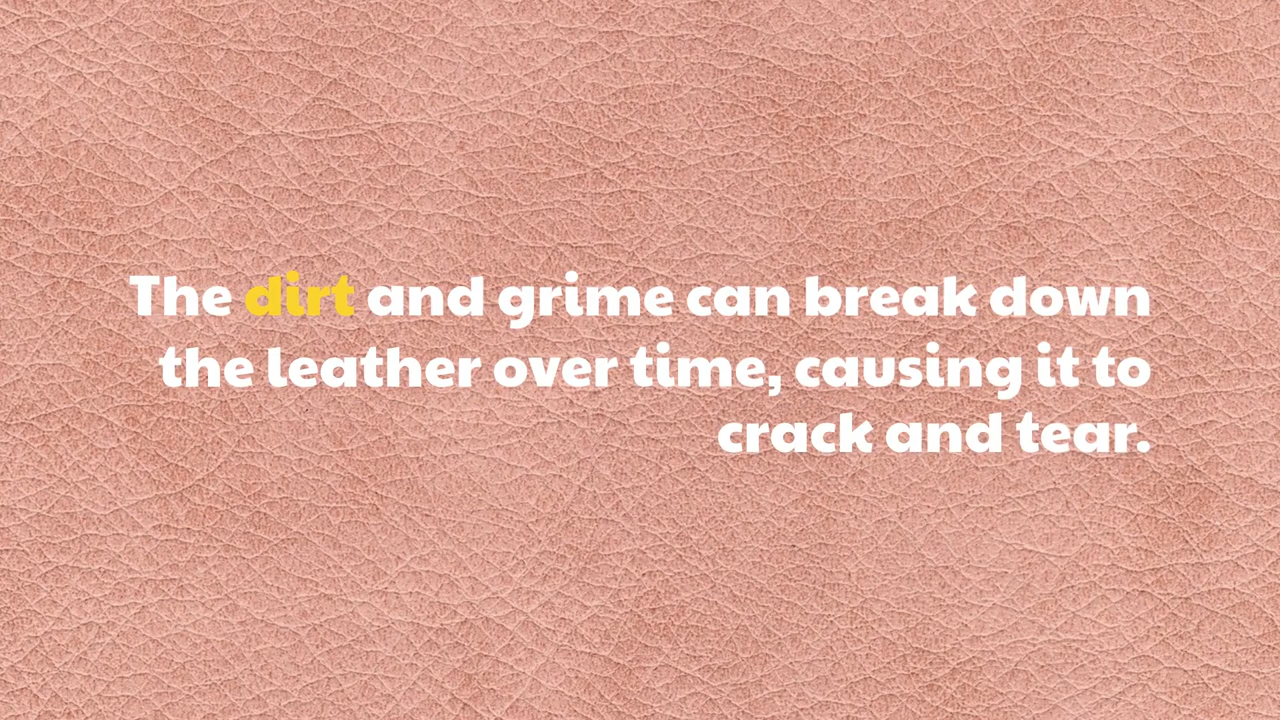 The dirt and grime can break down
the leather over time, causing it to
crack and tear.